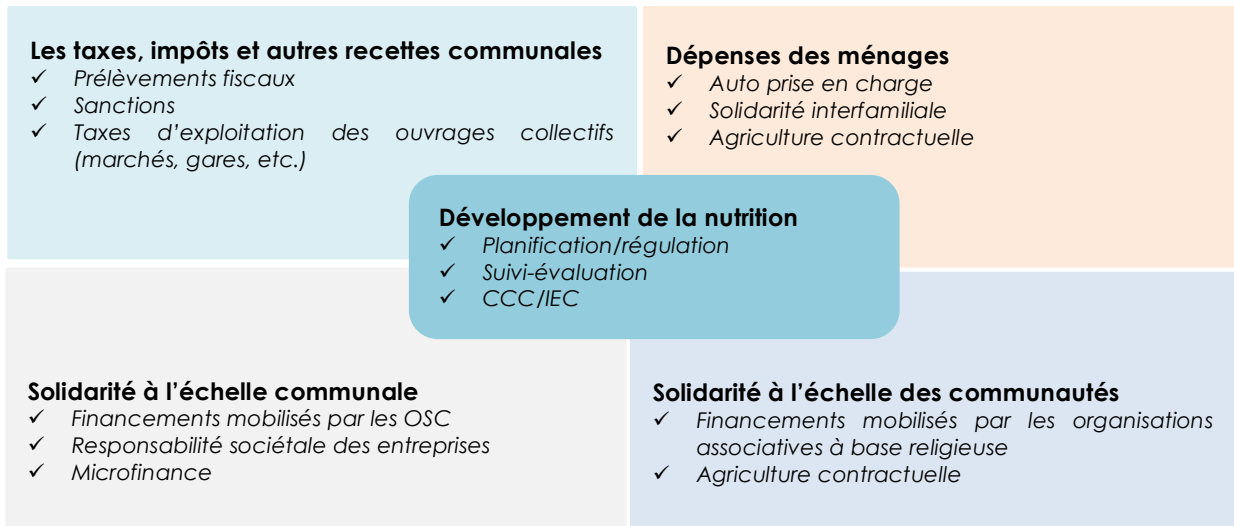 Les taxes, impôts et autres recettes communales
✓ Prélèvements fiscaux
✓ Sanctions
✓ Taxes d’exploitation des ouvrages collectifs
(marchés, gares, etc.)
Dépenses des ménages
✓ Auto prise en charge
✓ Solidarité interfamiliale
✓ Agriculture contractuelle
Développement de la nutrition
✓ Planification/régulation
✓ Suivi-évaluation
✓ CCC/IEC
Solidarité à l’échelle communale
✓ Financements mobilisés par les OSC
✓ Responsabilité sociétale des entreprises
✓ Microfinance
Solidarité à l’échelle des communautés
✓ Financements mobilisés par les organisations
associatives à base religieuse
✓ Agriculture contractuelle